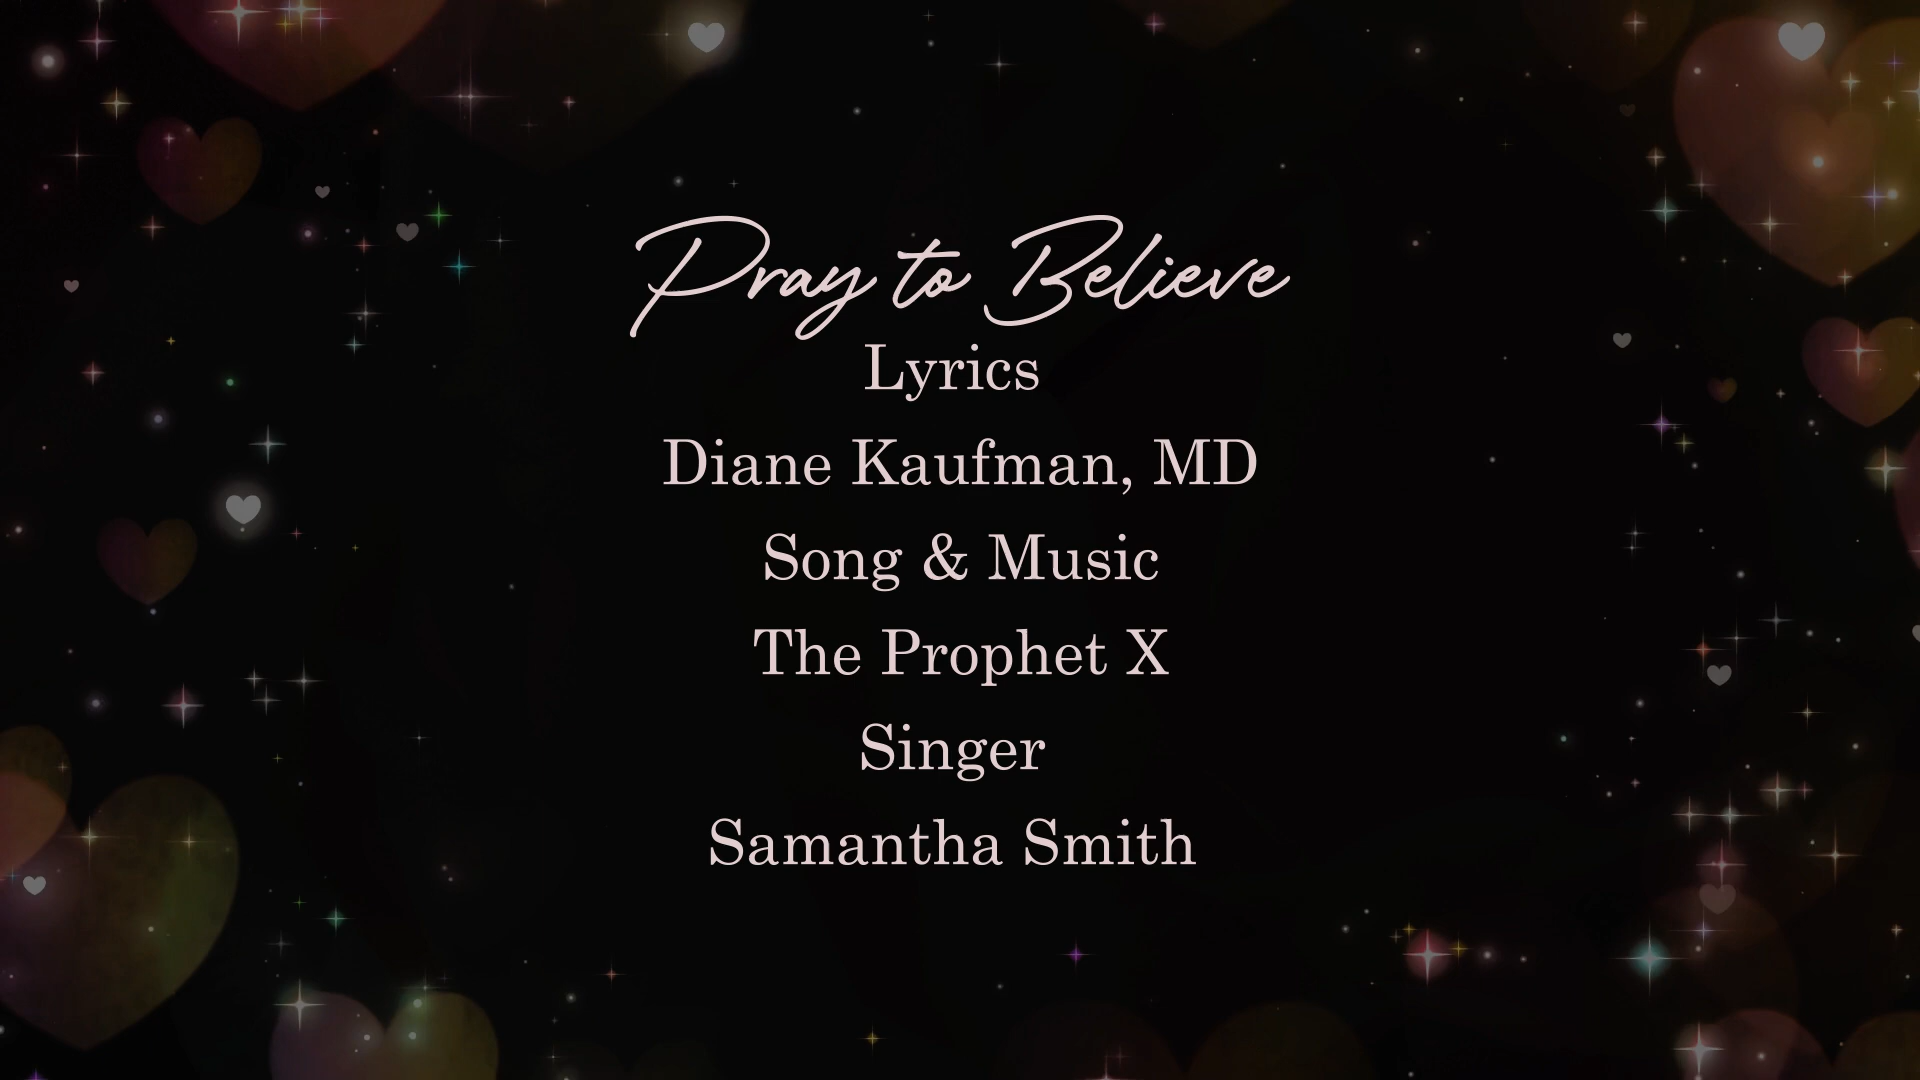 Pray to Believe
Lyrics
Diane Kaufman, MD
Song & Music
The Prophet X
Singer
Samantha Smith